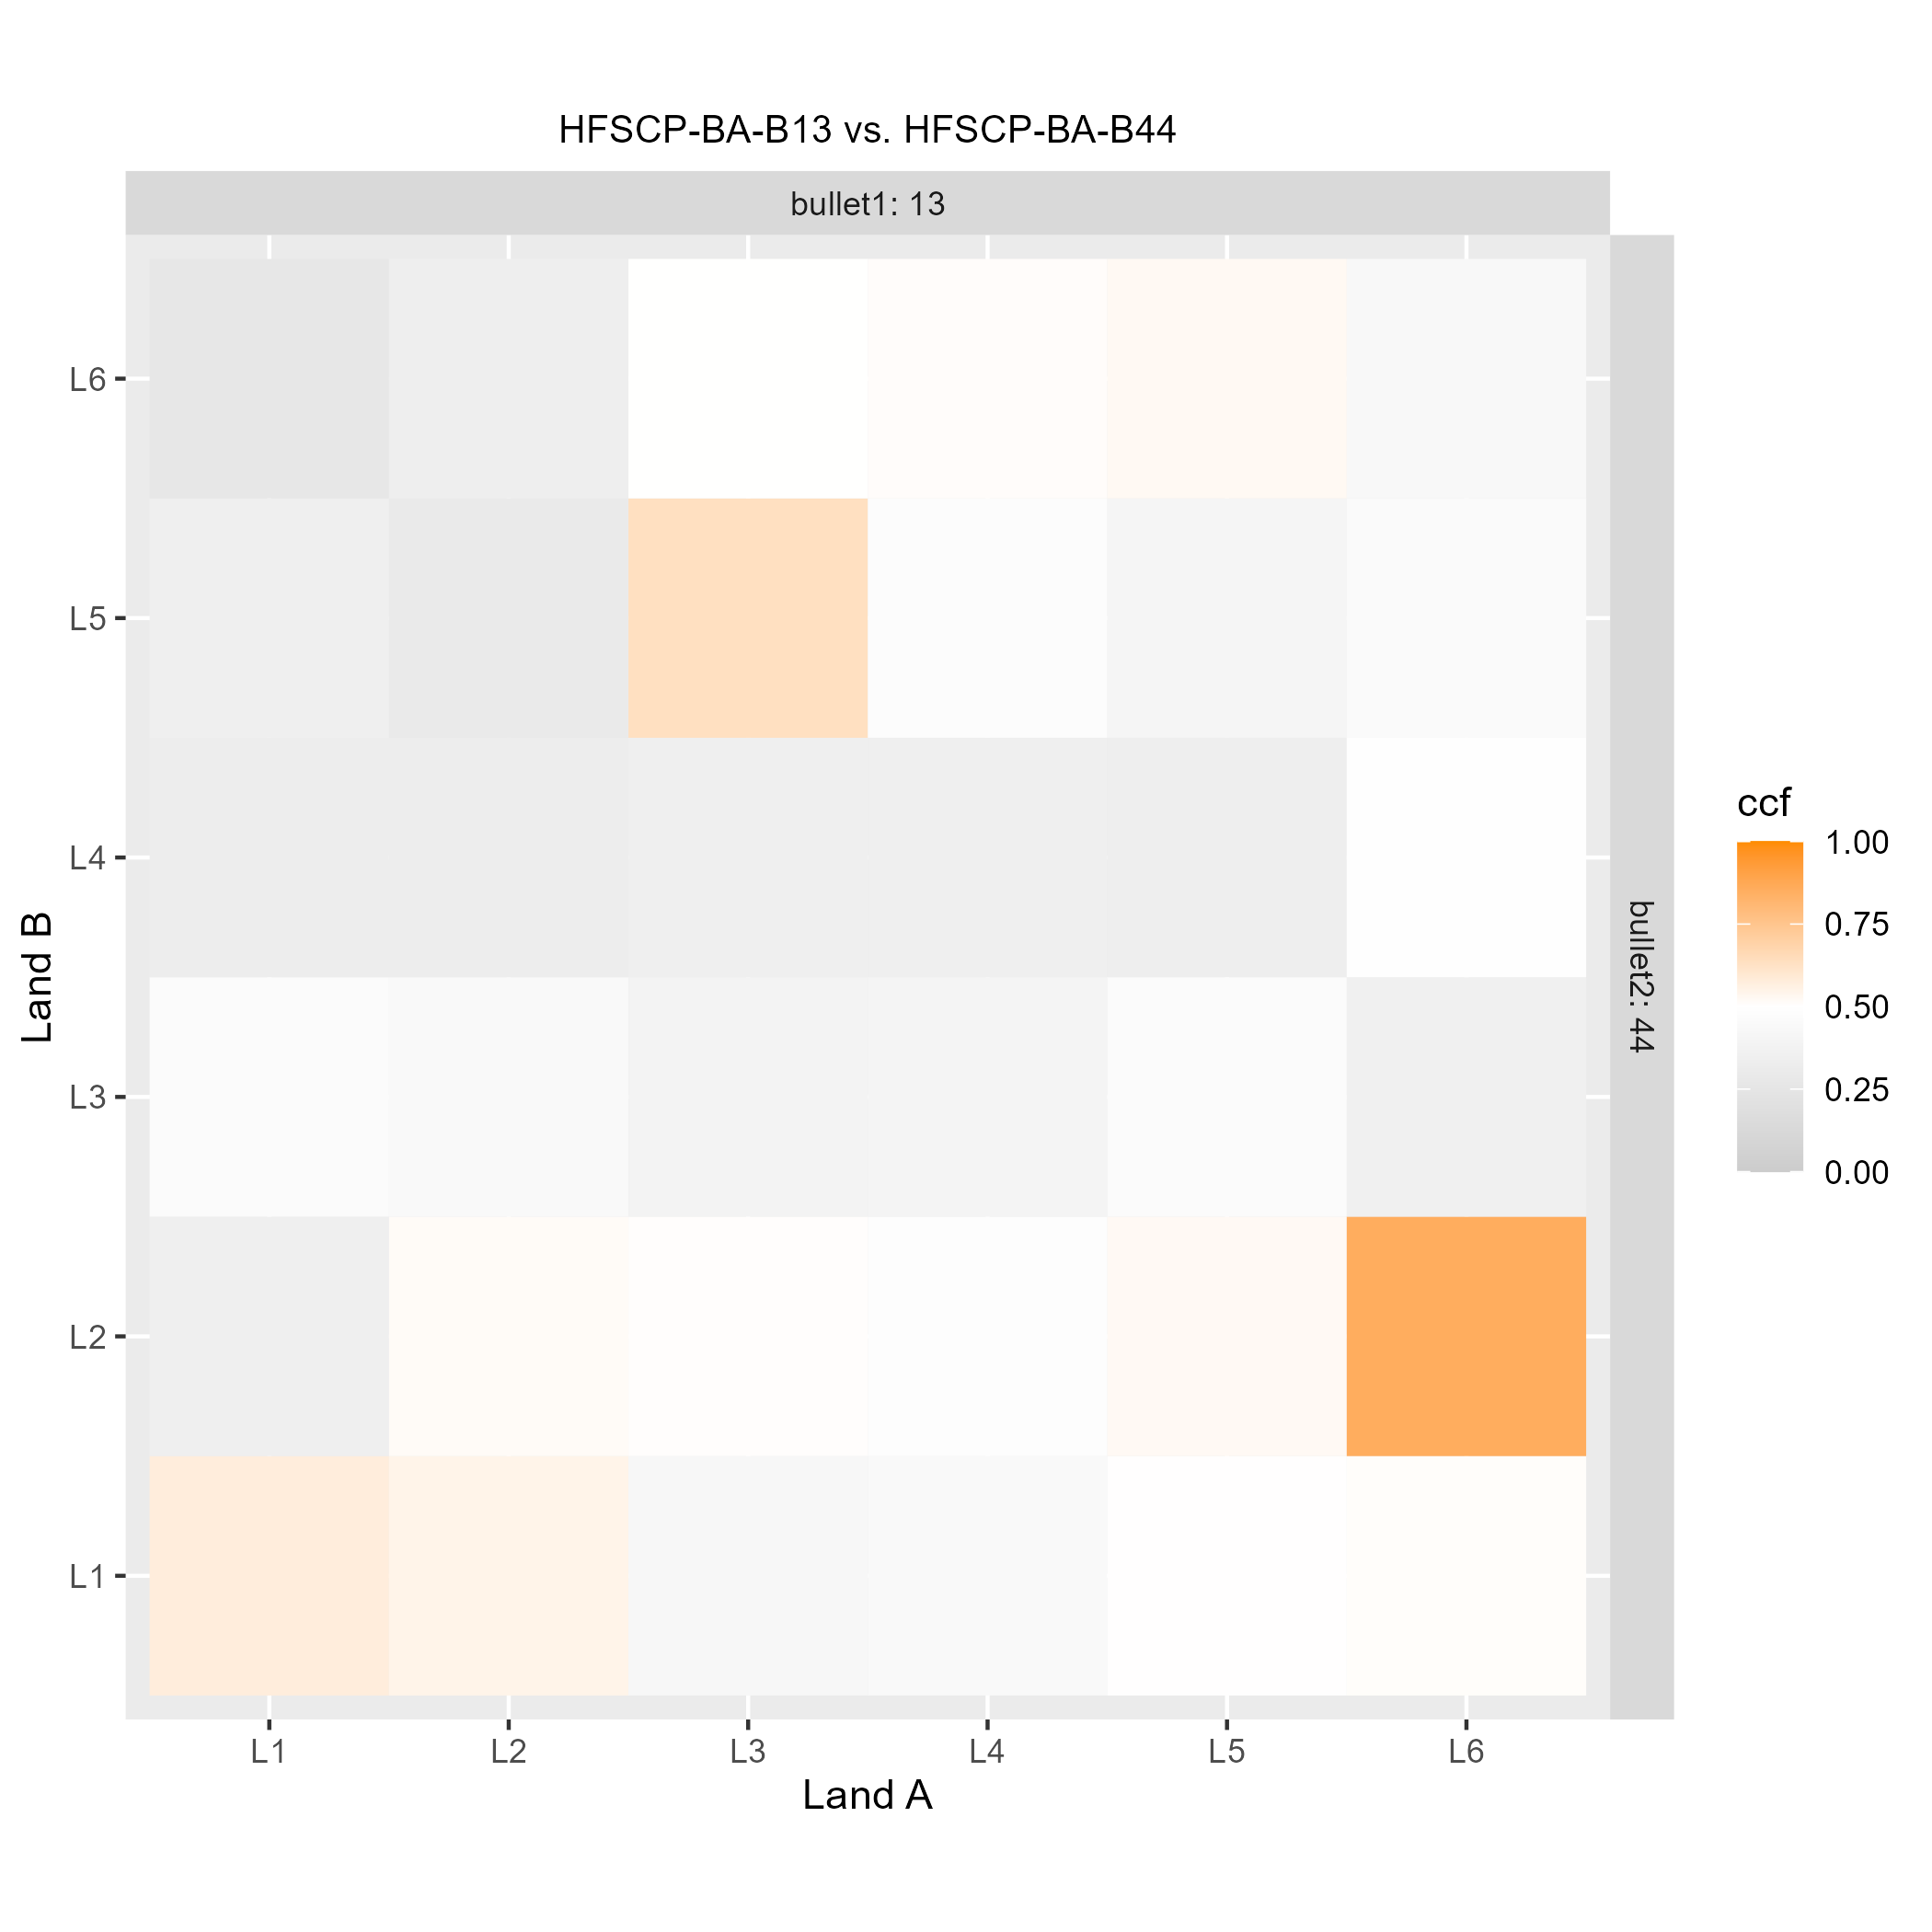 HFSCP-BA-B13 vs. HFSCP-BA-B44
bullet1: 13
L6
L5
L4
L3
L2
L1
Land B
bullet2: 44
ccf
1.00
0.75
0.50
0.25
0.00
L1 L2 L3 L4 L5 L6
Land A